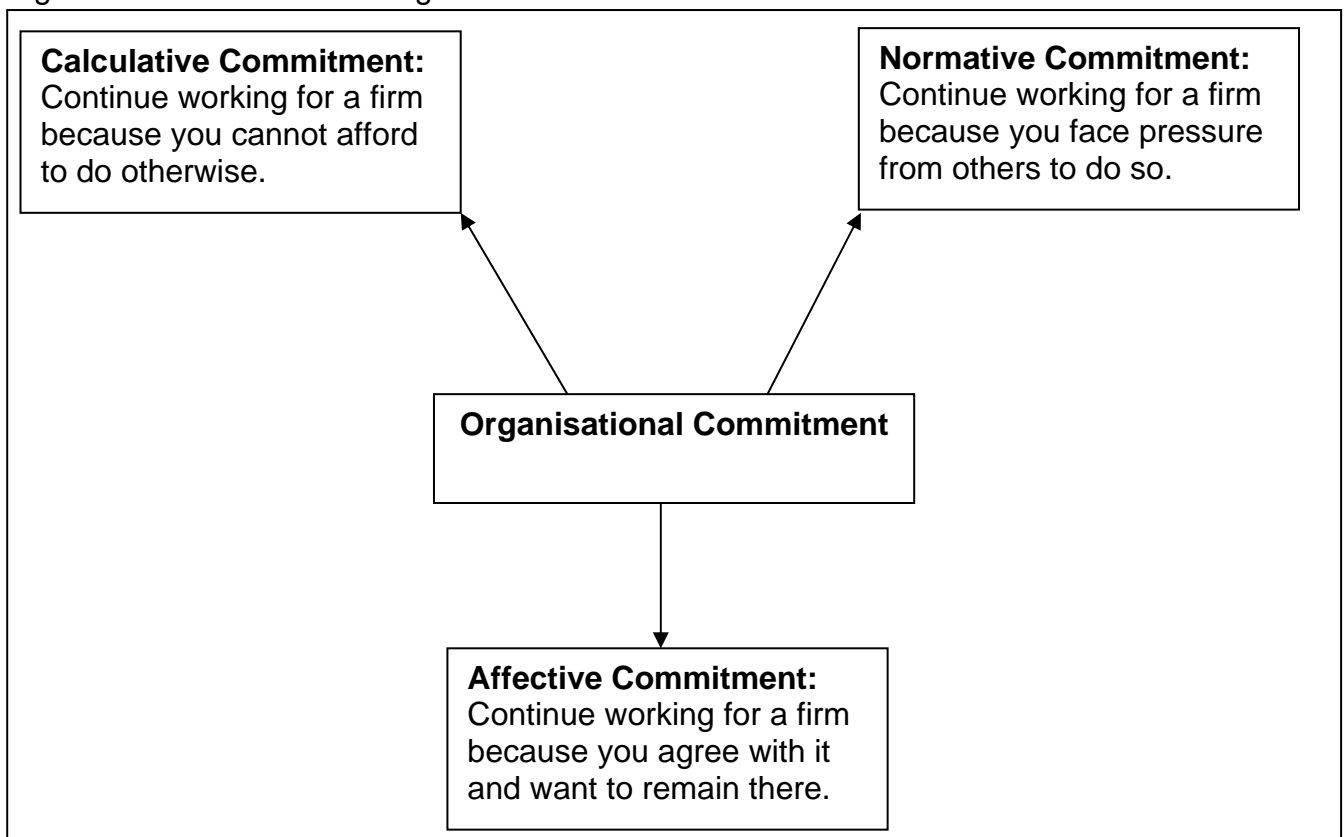 Calculative Commitment:
Continue working for a firm
because you cannot afford
to do otherwise.
Normative Commitment:
Continue working for a firm
because you face pressure
from others to do so.
Organisational Commitment
Affective Commitment:
Continue working for a firm
because you agree with it
and want to remain there.